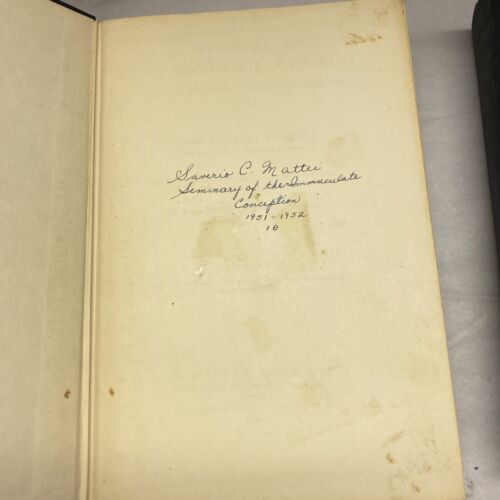 Saverio C. Mattei
Seminary of the Immaculate
Conception
1951 - 1952
18